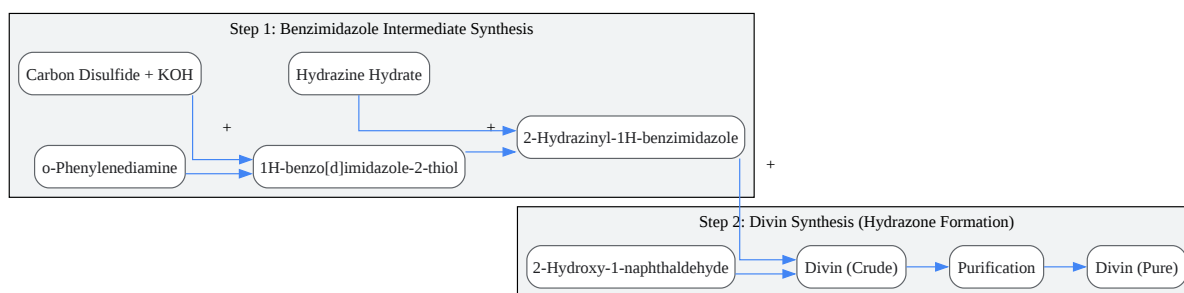 Step 1: Benzimidazole Intermediate Synthesis
Carbon Disulfide + KOH
Hydrazine Hydrate
+
+
2-Hydrazinyl-1H-benzimidazole
o-Phenylenediamine
1H-benzo[d]imidazole-2-thiol
+
Step 2: Divin Synthesis (Hydrazone Formation)
2-Hydroxy-1-naphthaldehyde
Divin (Crude)
Purification
Divin (Pure)